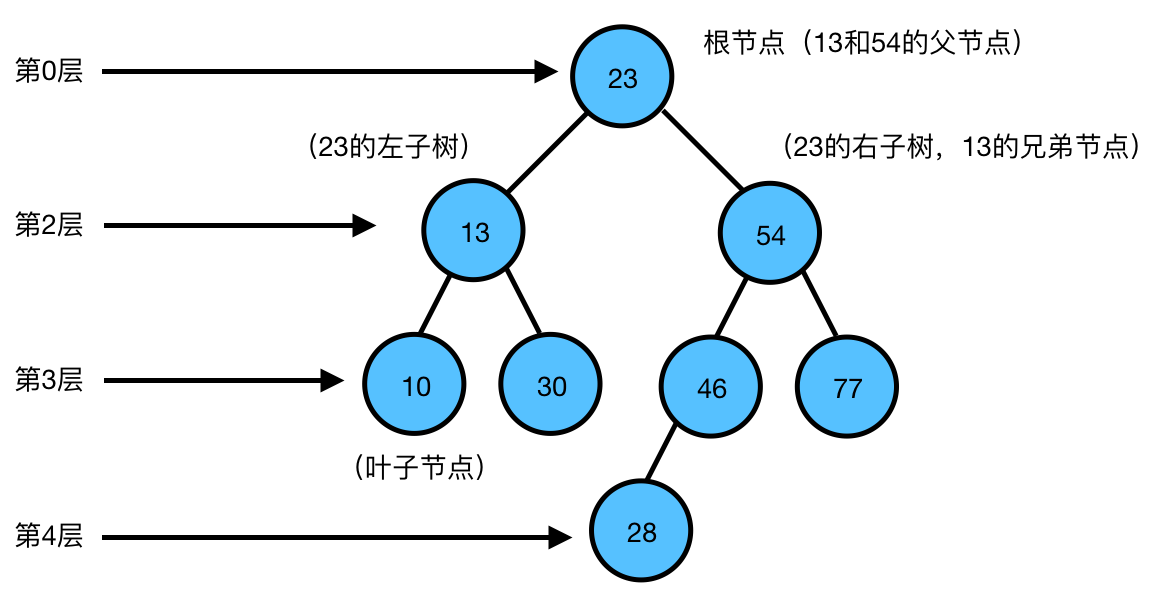 根节点（13和54的父节点）
第0层
23
（23的左子树）
（23的右子树，13的兄弟节点）
第2层
13
54
第3层
10
30
46
77
（叶子节点）
第4层
28